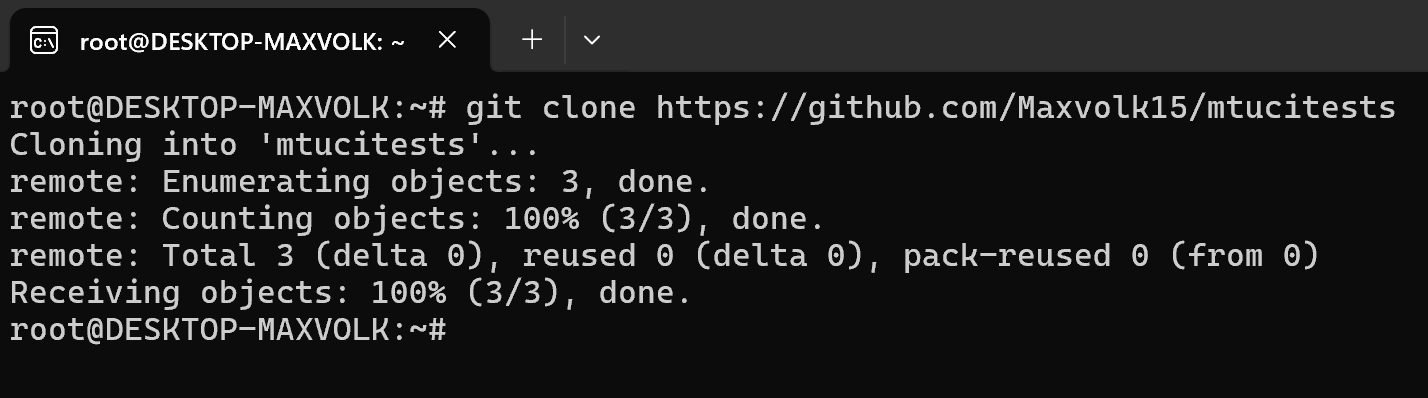 root@DESKTOP-MAXVOLK: ~
root@DESKTOP-MAXVOLK:~# git clone https://github.com/Maxvolk15/mtucitests
Cloning into 'mtucitests'...
remote: Enumerating objects: 3, done.
remote: Counting objects: 100% (3/3), done.
remote: Total 3 (delta 0), reused 0 (delta 0), pack-reused 0 (from 0)
Receiving objects: 100% (3/3), done.
root@DESKTOP-MAXVOLK:~#